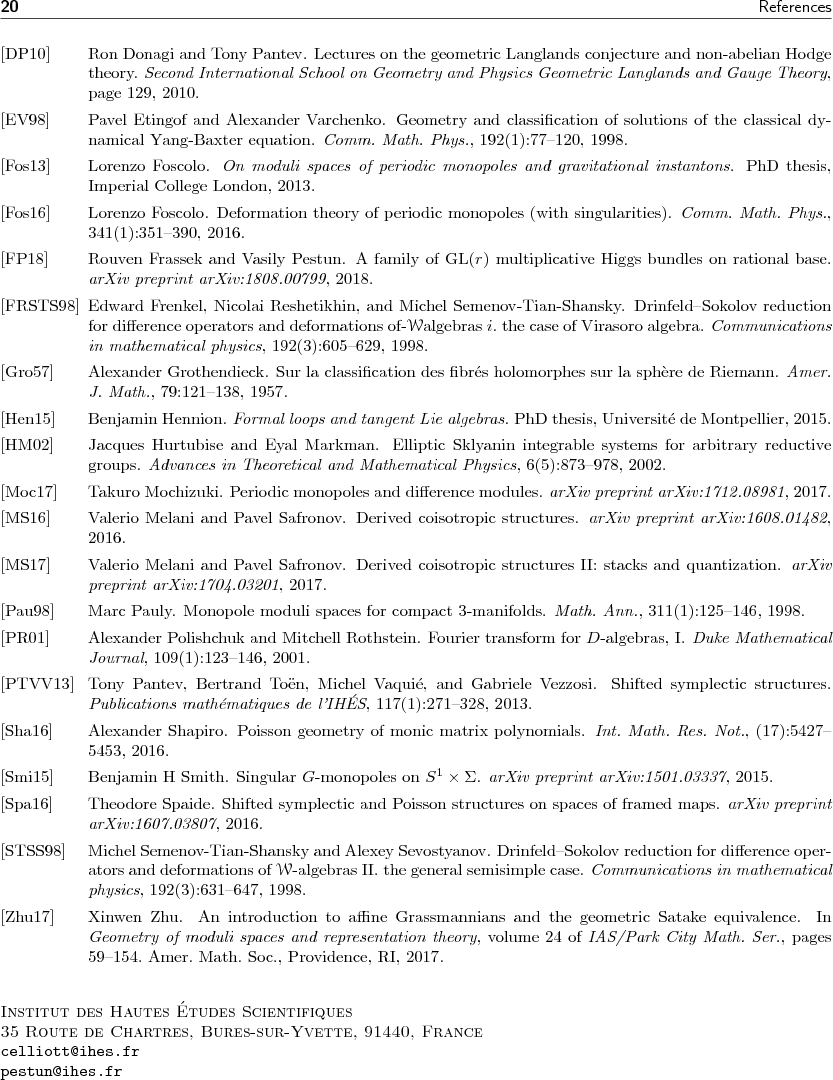 20 References
[DP10] Ron Donagi and Tony Pantev. Lectures on the geometric Langlands conjecture and non-abelian Hodge
theory. Second International School on Geometry and Physics Geometric Langlands and Gauge Theory,
page 129, 2010.
[EV98] Pavel Etingof and Alexander Varchenko. Geometry and classification of solutions of the classical dy-
namical Yang-Baxter equation. Comm. Math. Phys., 192(1):77–120, 1998.
[Fos13] Lorenzo Foscolo. On moduli spaces of periodic monopoles and gravitational instantons. PhD thesis,
Imperial College London, 2013.
[Fos16] Lorenzo Foscolo. Deformation theory of periodic monopoles (with singularities). Comm. Math. Phys.,
341(1):351–390, 2016.
[FP18] Rouven Frassek and Vasily Pestun. A family of GL(r) multiplicative Higgs bundles on rational base.
arXiv preprint arXiv:1808.00799, 2018.
[FRSTS98] Edward Frenkel, Nicolai Reshetikhin, and Michel Semenov-Tian-Shansky. Drinfeld–Sokolov reduction
for difference operators and deformations of-𝒲algebras i. the case of Virasoro algebra. Communications
in mathematical physics, 192(3):605–629, 1998.
[Gro57] Alexander Grothendieck. Sur la classification des fibrés holomorphes sur la sphère de Riemann. Amer.
J. Math., 79:121–138, 1957.
[Hen15] Benjamin Hennion. Formal loops and tangent Lie algebras. PhD thesis, Université de Montpellier, 2015.
[HM02] Jacques Hurtubise and Eyal Markman. Elliptic Sklyanin integrable systems for arbitrary reductive
groups. Advances in Theoretical and Mathematical Physics, 6(5):873–978, 2002.
[Moc17] Takuro Mochizuki. Periodic monopoles and difference modules. arXiv preprint arXiv:1712.08981, 2017.
[MS16] Valerio Melani and Pavel Safronov. Derived coisotropic structures. arXiv preprint arXiv:1608.01482,
2016.
[MS17] Valerio Melani and Pavel Safronov. Derived coisotropic structures II: stacks and quantization. arXiv
preprint arXiv:1704.03201, 2017.
[Pau98] Marc Pauly. Monopole moduli spaces for compact 3-manifolds. Math. Ann., 311(1):125–146, 1998.
[PR01] Alexander Polishchuk and Mitchell Rothstein. Fourier transform for D-algebras, I. Duke Mathematical
Journal, 109(1):123–146, 2001.
[PTVV13] Tony Pantev, Bertrand Toën, Michel Vaquié, and Gabriele Vezzosi. Shifted symplectic structures.
Publications mathématiques de l'IHÉS, 117(1):271–328, 2013.
[Sha16] Alexander Shapiro. Poisson geometry of monic matrix polynomials. Int. Math. Res. Not., (17):5427–
5453, 2016.
[Smi15] Benjamin H Smith. Singular G-monopoles on S¹ × Σ. arXiv preprint arXiv:1501.03337, 2015.
[Spa16] Theodore Spaide. Shifted symplectic and Poisson structures on spaces of framed maps. arXiv preprint
arXiv:1607.03807, 2016.
[STSS98] Michel Semenov-Tian-Shansky and Alexey Sevostyanov. Drinfeld–Sokolov reduction for difference oper-
ators and deformations of 𝒲-algebras II. the general semisimple case. Communications in mathematical
physics, 192(3):631–647, 1998.
[Zhu17] Xinwen Zhu. An introduction to affine Grassmannians and the geometric Satake equivalence. In
Geometry of moduli spaces and representation theory, volume 24 of IAS/Park City Math. Ser., pages
59–154. Amer. Math. Soc., Providence, RI, 2017.
Institut des Hautes Études Scientifiques
35 Route de Chartres, Bures-sur-Yvette, 91440, France
celliott@ihes.fr
pestun@ihes.fr